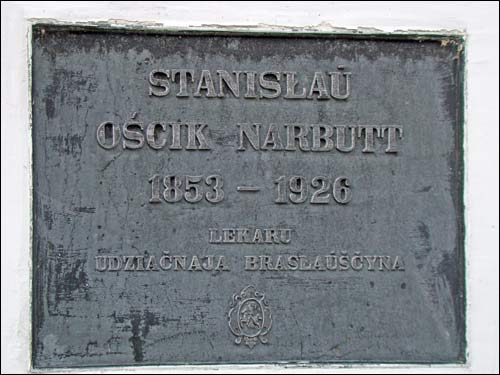 STANISŁAŬ
OŚCIK NARBUTT
1853 – 1926
LEKARU
UDZIAČNAJA BRASŁAŬŠČYNA